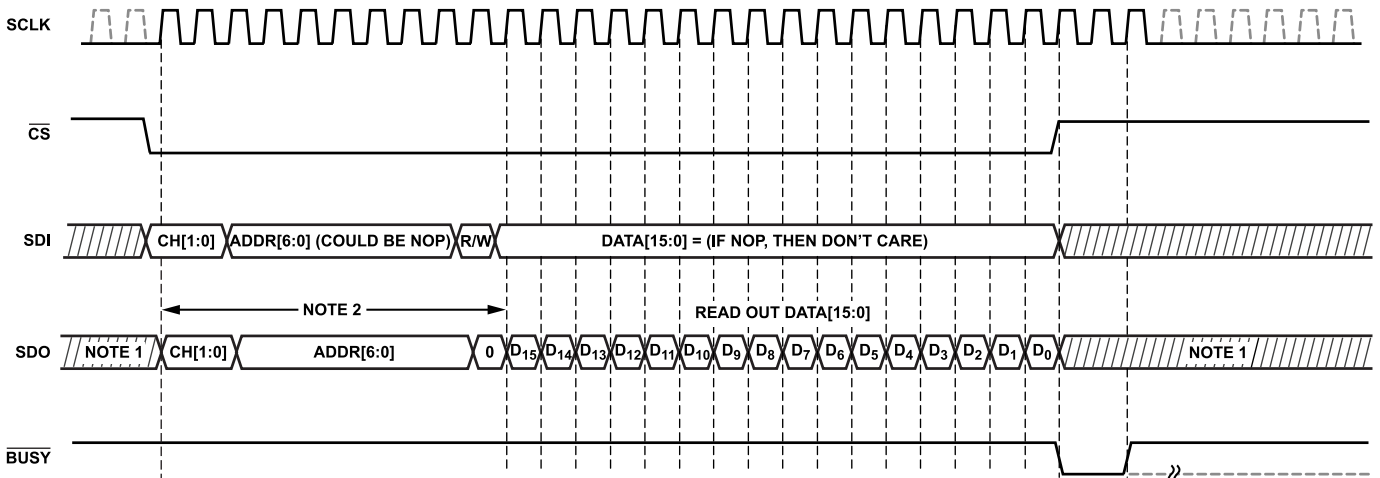 SCLK
CS
SDI
CH[1:0] ADDR[6:0] (COULD BE NOP) R/W DATA[15:0] = (IF NOP, THEN DON'T CARE)
NOTE 2
READ OUT DATA[15:0]
SDO
NOTE 1 CH[1:0] ADDR[6:0] 0 D15 D14 D13 D12 D11 D10 D9 D8 D7 D6 D5 D4 D3 D2 D1 D0 NOTE 1
BUSY